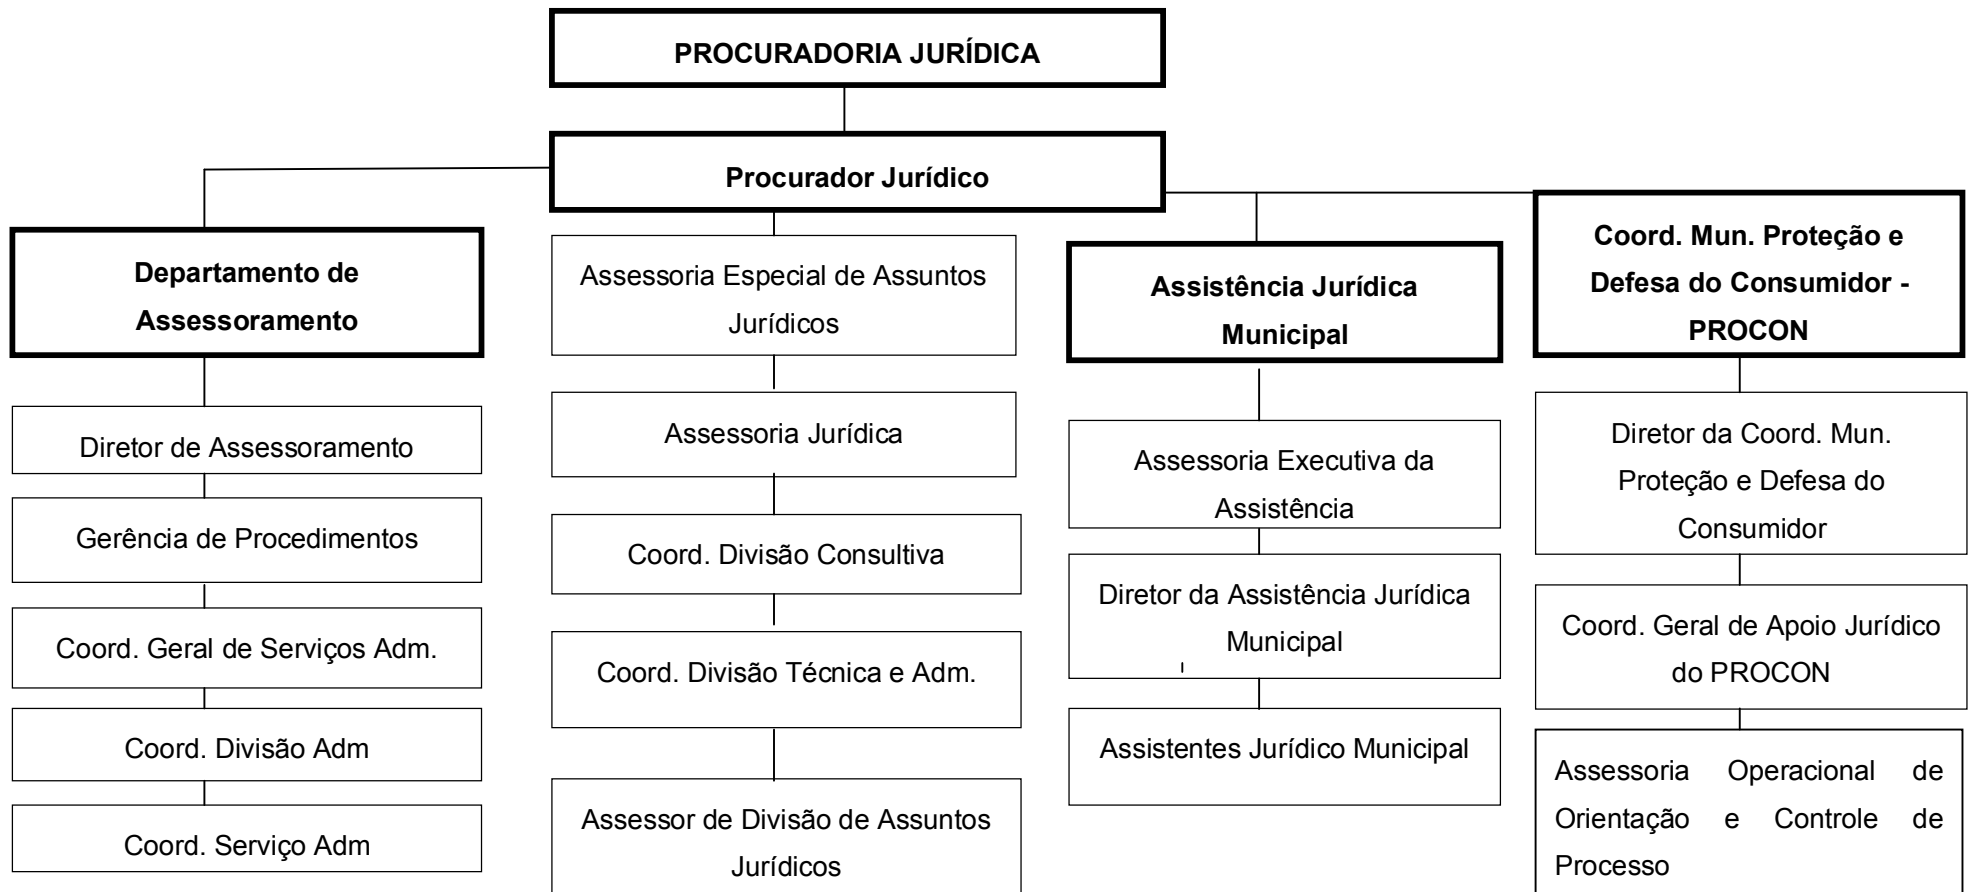 PROCURADORIA JURÍDICA
Procurador Jurídico
Departamento de
Assessoramento
Diretor de Assessoramento
Gerência de Procedimentos
Coord. Geral de Serviços Adm.
Coord. Divisão Adm
Coord. Serviço Adm
Assessoria Especial de Assuntos
Jurídicos
Assessoria Jurídica
Coord. Divisão Consultiva
Coord. Divisão Técnica e Adm.
Assessor de Divisão de Assuntos
Jurídicos
Assistência Jurídica
Municipal
Assessoria Executiva da
Assistência
Diretor da Assistência Jurídica
Municipal
Assistentes Jurídico Municipal
Coord. Mun. Proteção e
Defesa do Consumidor -
PROCON
Diretor da Coord. Mun.
Proteção e Defesa do
Consumidor
Coord. Geral de Apoio Jurídico
do PROCON
Assessoria Operacional de
Orientação e Controle de
Processo